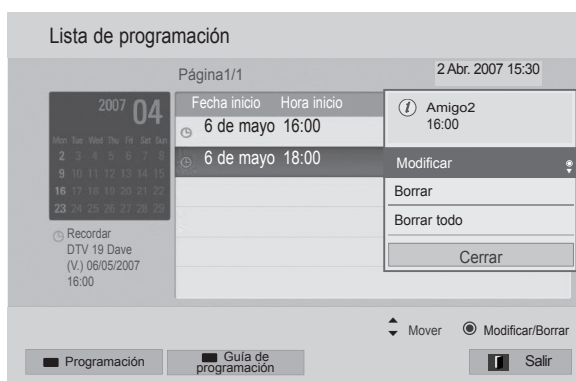 Lista de programación
Página1/1
2 Abr. 2007 15:30
2007 04
Mon Tue Wed Thu Fri Sat Sun
2 3 4 5 6 7 8
9 10 11 12 13 14 15
16 17 18 19 20 21 22
23 24 25 26 27 28 29
Recordar
DTV 19 Dave
(V.) 06/05/2007
16:00
Fecha inicio Hora inicio
6 de mayo 16:00
6 de mayo 18:00
Amigo2
16:00
Modificar
Borrar
Borrar todo
Cerrar
Mover Modificar/Borrar
Programación
Guía de
programación
Salir